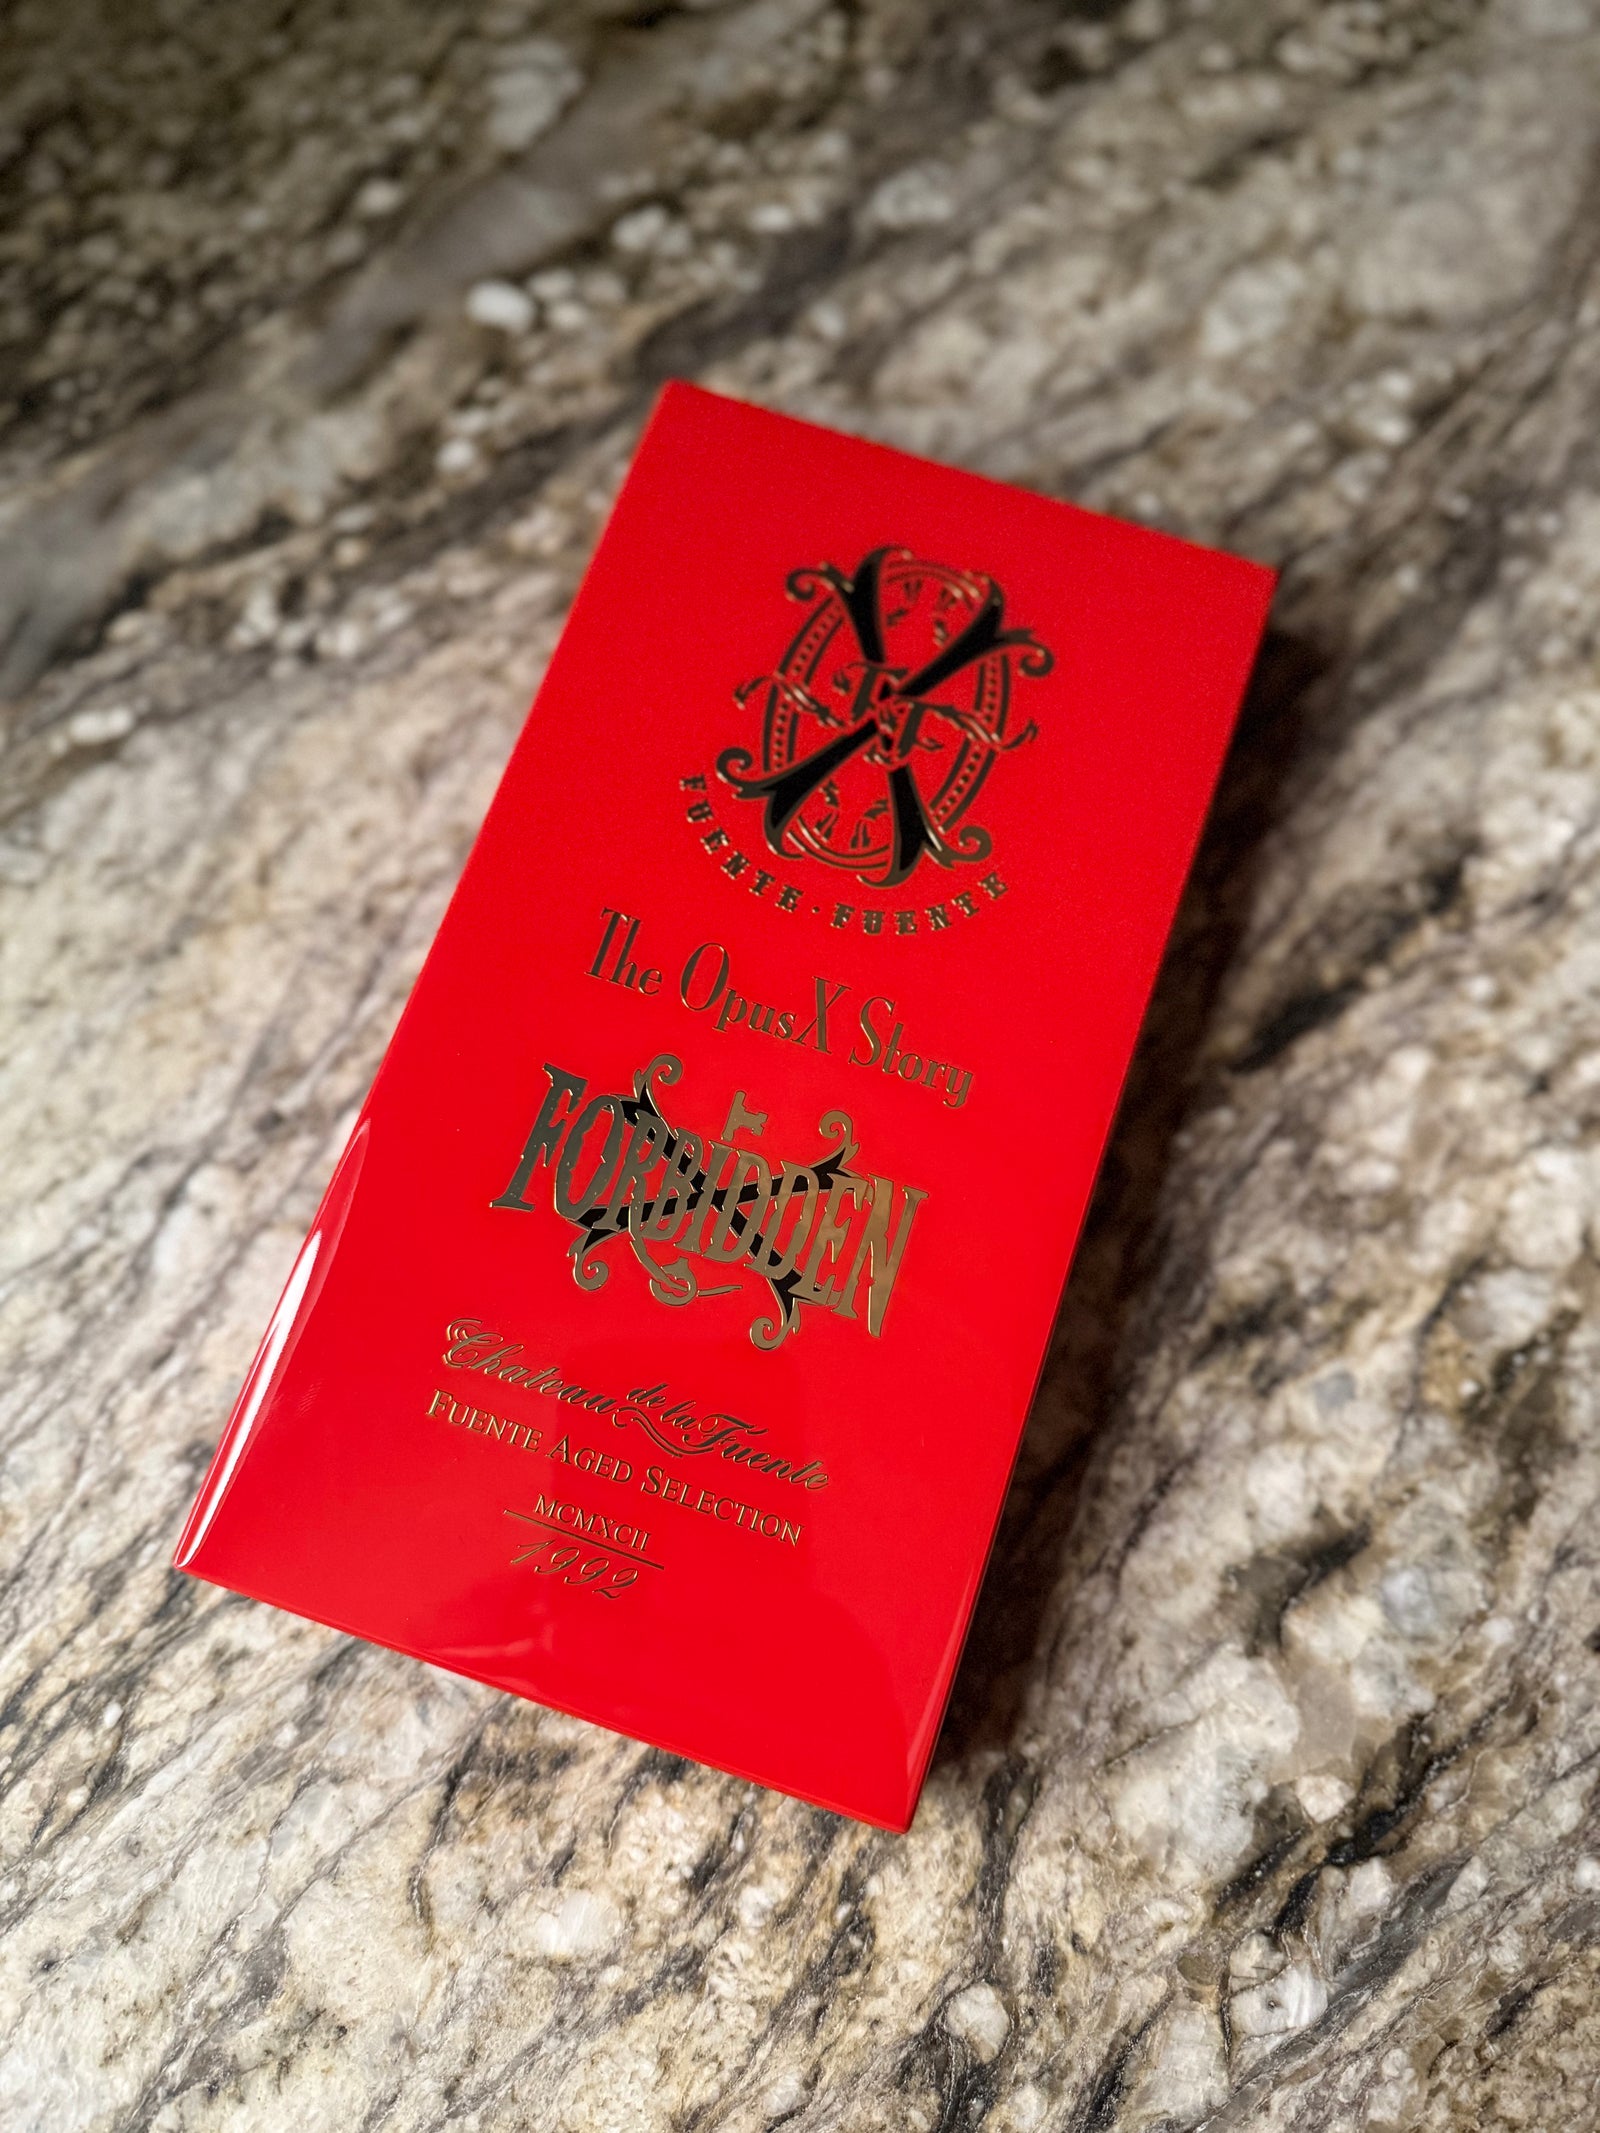 FUENTE · FUENTE
The OpusX Story
FORBIDDEN
Chateau de la Fuente
FUENTE AGED SELECTION
MCMXCII
1992